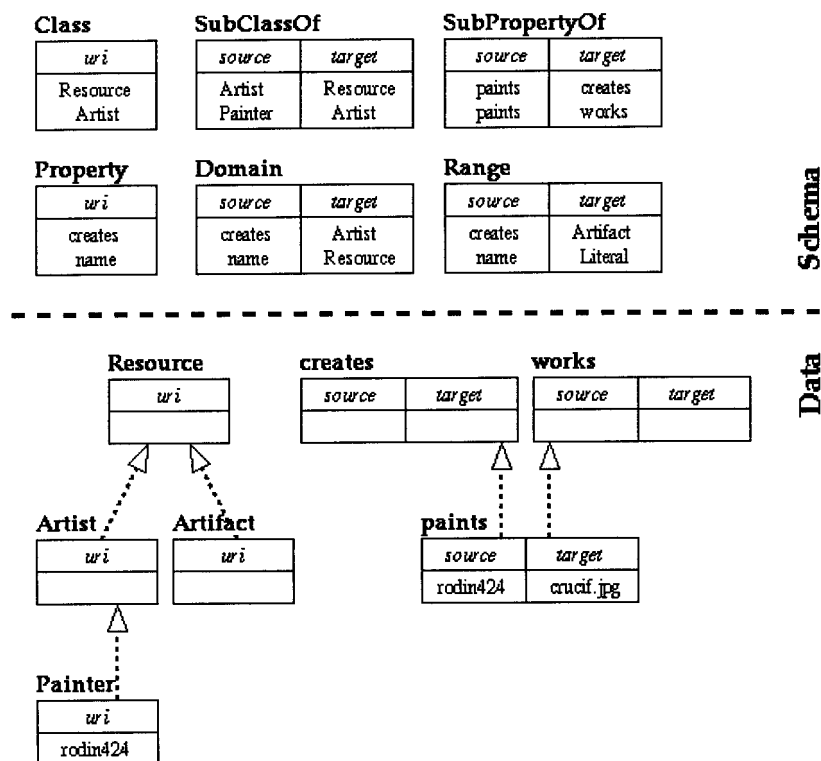 Class SubClassOf SubPropertyOf
uri source target source target
Resource Artist Resource paints creates
Artist Painter Artist paints works
Property Domain Range
uri source target source target
creates creates Artist creates Artifact
name name Resource name Literal
Schema
Data
Resource creates works
uri source target source target
Artist Artifact paints
uri uri source target
rodin424 crucif.jpg
Painter
uri
rodin424